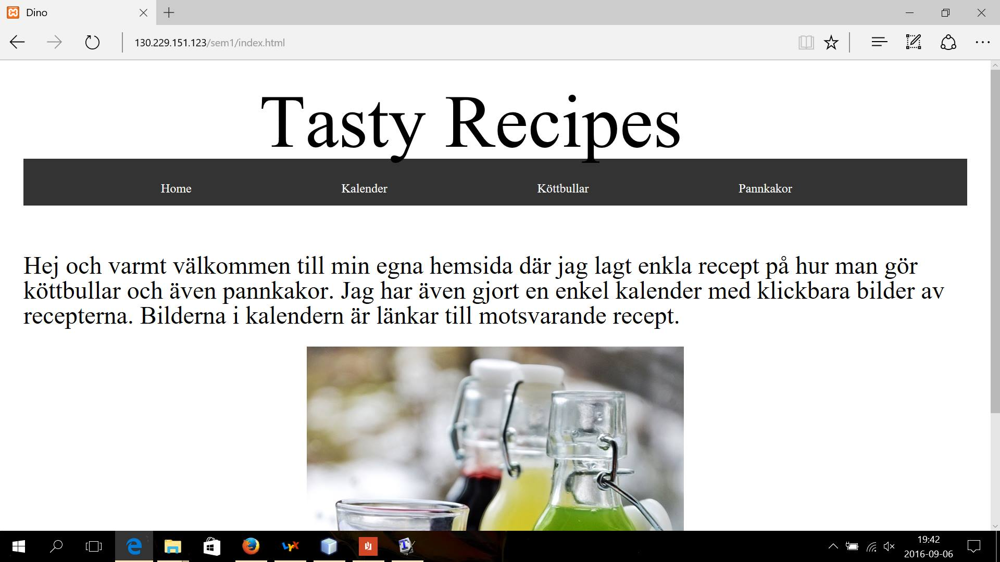 Dino
130.229.151.123/sem1/index.html
Tasty Recipes
Home Kalender Köttbullar Pannkakor
Hej och varmt välkommen till min egna hemsida där jag lagt enkla recept på hur man gör
köttbullar och även pannkakor. Jag har även gjort en enkel kalender med klickbara bilder av
recepterna. Bilderna i kalendern är länkar till motsvarande recept.
LyX
T
19:42
2016-09-06